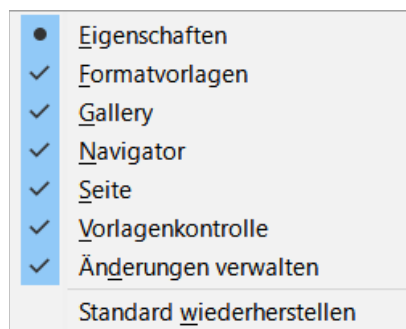 Eigenschaften
Formatvorlagen
Gallery
Navigator
Seite
Vorlagenkontrolle
Änderungen verwalten
Standard wiederherstellen